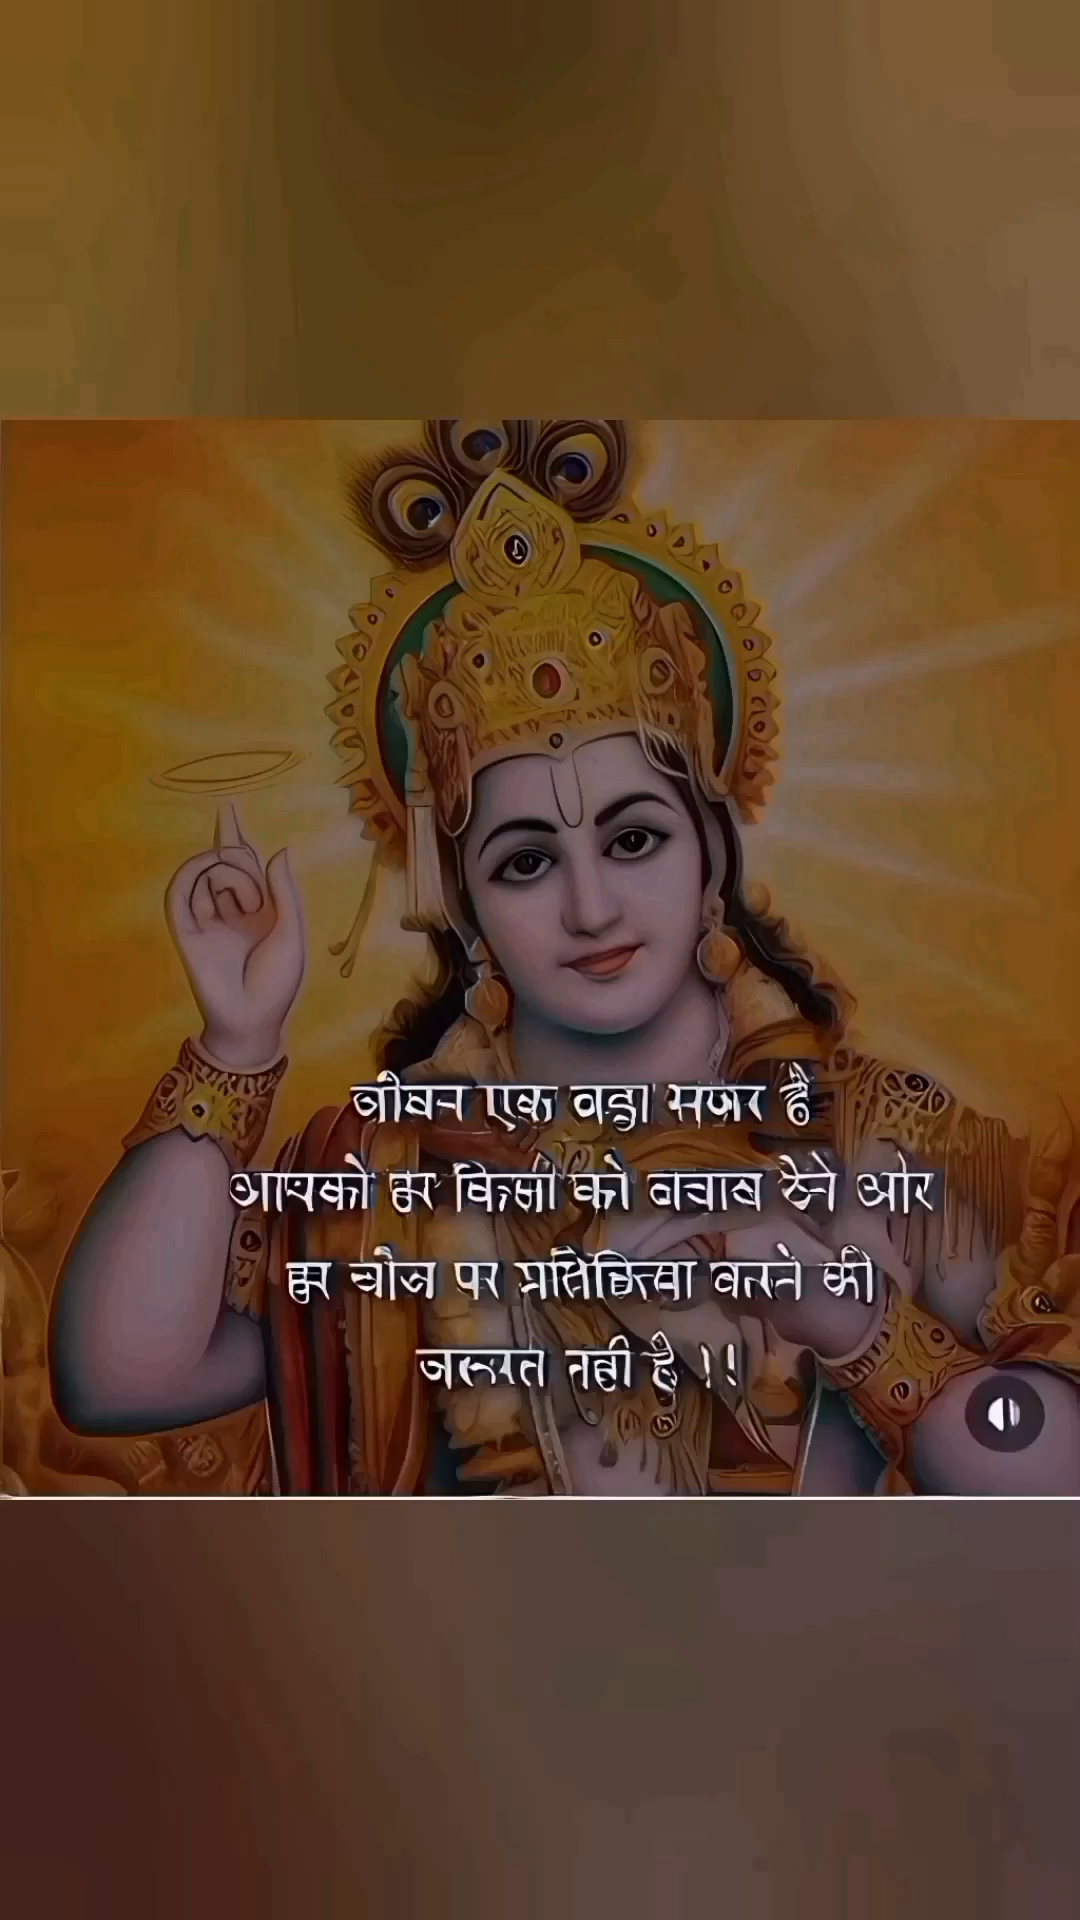 जीवन एक बड़ा सफर है
आपको हर किसी को जवाब देने और
हर चीज पर प्रतिक्रिया करने की
जरूरत नही है !!